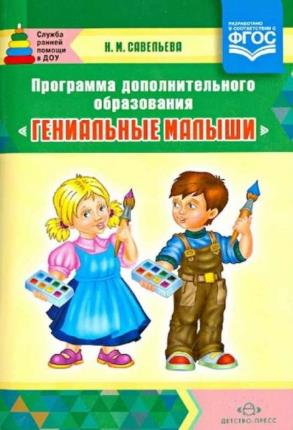 Служба
ранней
помощи
в ДОУ
РАЗРАБОТАНО
В СООТВЕТСТВИИ С
ФГОС
Н. М. САВЕЛЬЕВА
Программа дополнительного
образования
«ГЕНИАЛЬНЫЕ МАЛЫШИ»
ДЕТСТВО-ПРЕСС